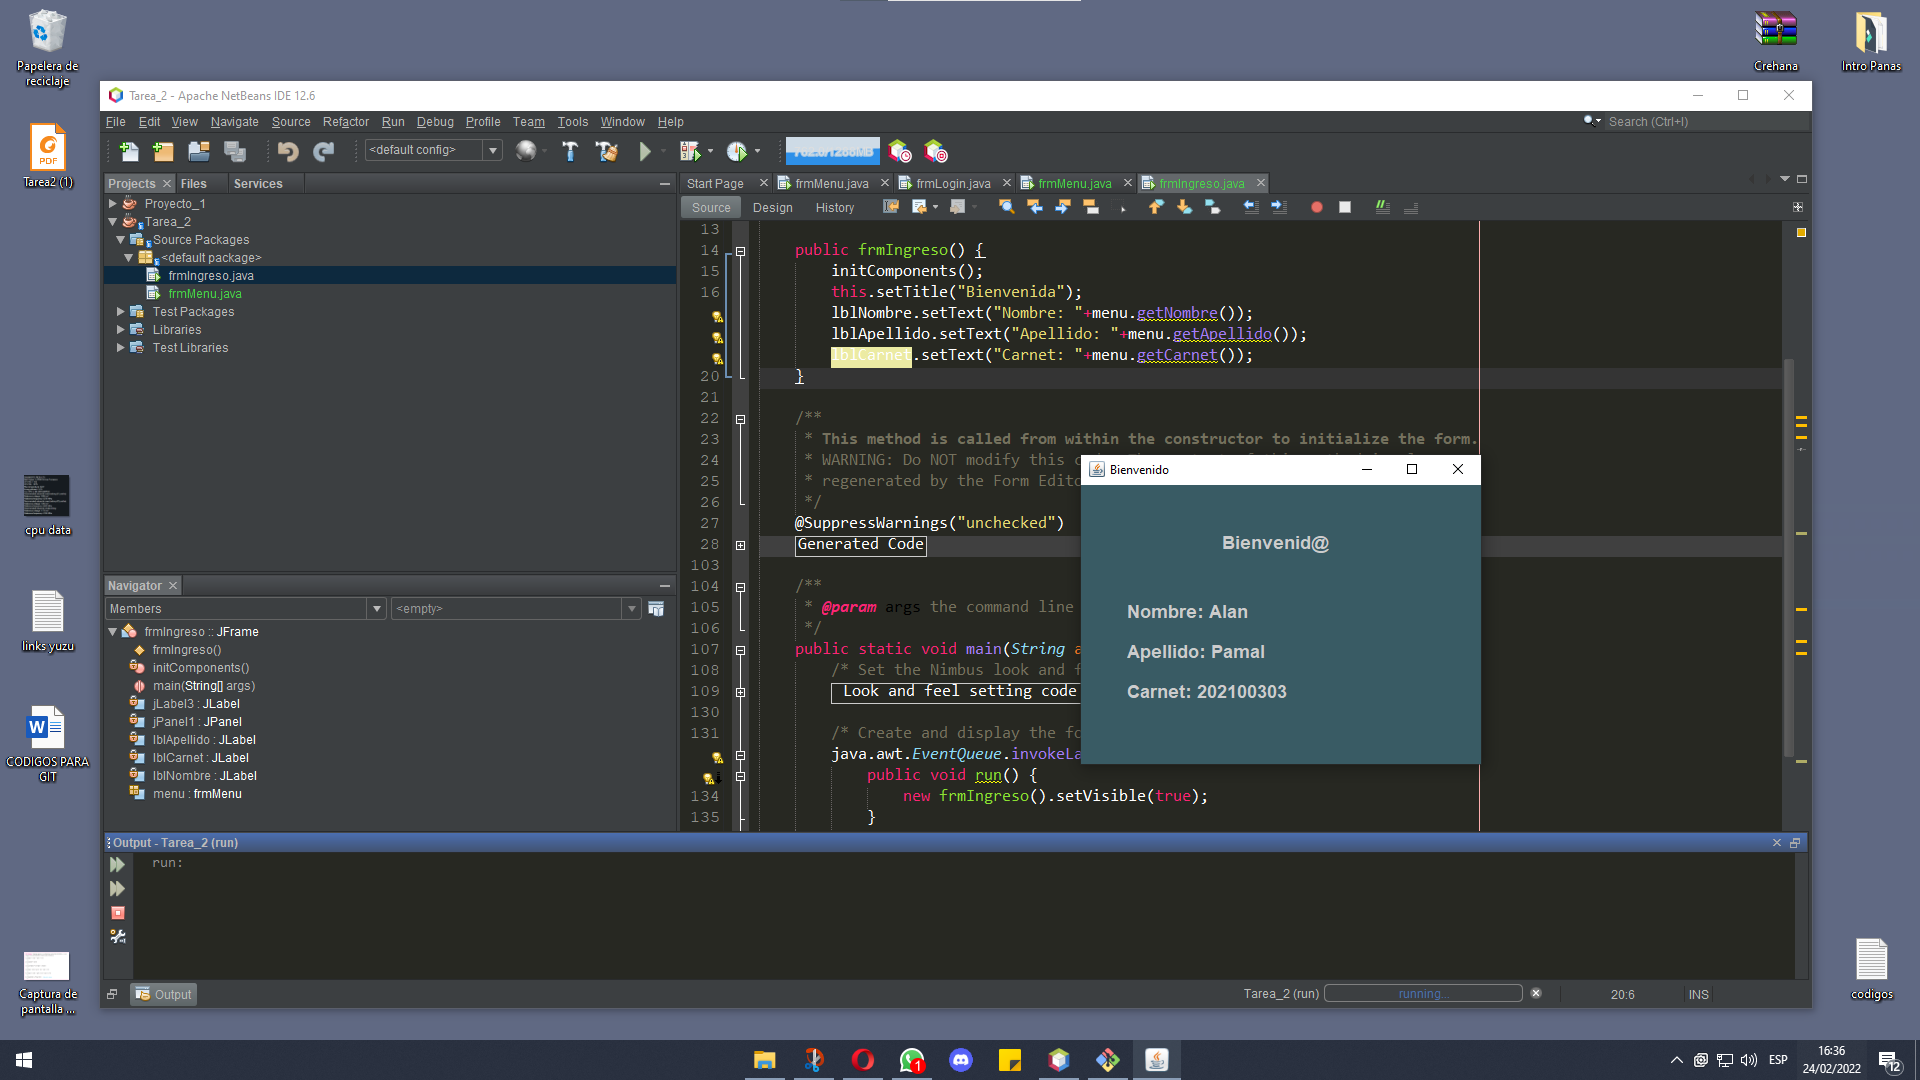 Papelera de
reciclaje
Crehana
Intro Panas
Tarea_2 - Apache NetBeans IDE 12.6
File Edit View Navigate Source Refactor Run Debug Profile Team Tools Window Help
Search (Ctrl+I)
<default config>
PDF
Tarea2 (1)
Projects Files Services
Start Page frmMenu.java frmLogin.java frmMenu.java frmIngreso.java
Source Design History
Proyecto_1
Tarea_2
Source Packages
<default package>
frmIngreso.java
frmMenu.java
Test Packages
Libraries
Test Libraries
13
14 public frmIngreso() {
15 initComponents();
16 this.setTitle("Bienvenida");
lblNombre.setText("Nombre: "+menu.getNombre());
lblApellido.setText("Apellido: "+menu.getApellido());
lblCarnet.setText("Carnet: "+menu.getCarnet());
20 }
21
22 /**
23 * This method is called from within the constructor to initialize the form.
24 * WARNING: Do NOT modify this
25 * regenerated by the Form Edito
26 */
27 @SuppressWarnings("unchecked")
28 Generated Code
103
104 /**
105 * @param args the command line
106 */
107 public static void main(String a
108 /* Set the Nimbus look and f
109 Look and feel setting code
130
131 /* Create and display the fo
java.awt.EventQueue.invokeLa
public void run() {
134 new frmIngreso().setVisible(true);
135 }
Bienvenido
Bienvenid@
Nombre: Alan
Apellido: Pamal
Carnet: 202100303
cpu data
links yuzu
W
CODIGOS PARA
GIT
Captura de
pantalla ...
codigos
Navigator
Members
<empty>
frmIngreso :: JFrame
frmIngreso()
initComponents()
main(String[] args)
jLabel3 : JLabel
jPanel1 : JPanel
lblApellido : JLabel
lblCarnet : JLabel
lblNombre : JLabel
menu : frmMenu
Output - Tarea_2 (run)
run:
Output
Tarea_2 (run)
running...
20:6
INS
1
ESP
16:36
24/02/2022
12